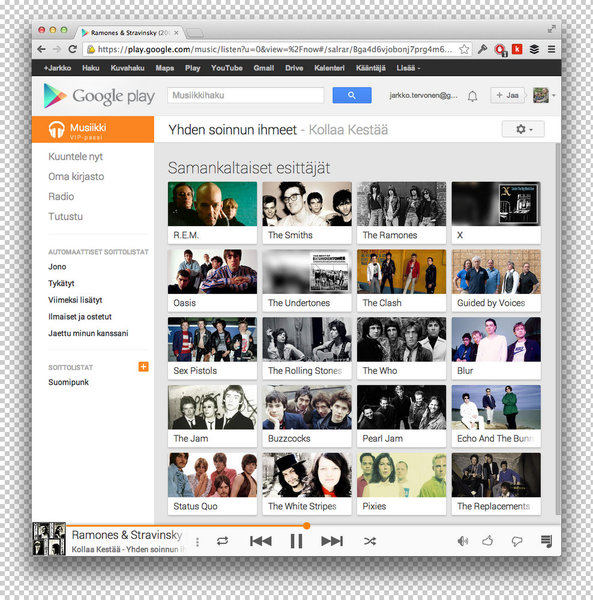 Ramones & Stravinsky (20
https://play.google.com/music/listen?u=0&view=%2Fnow#/salrar/Bga4d6vjobonj7prg4m6...
+Jarkko Haku Kuvahaku Maps Play YouTube Gmail Drive Kalenteri Kääntäjä Lisää
Google play Musiikkihaku jarkko.tervonen@g... + Jaa
Musiikki
VIP-passi
Yhden soinnun ihmeet - Kollaa Kestää
Kuuntele nyt
Oma kirjasto
Radio
Tutustu
AUTOMAATTISET SOITTOLISTAT
Jono
Tykätyt
Viimeksi lisätyt
Ilmaiset ja ostetut
Jaettu minun kanssani
SOITTOLISTAT
Suomipunk
Samankaltaiset esittäjät
R.E.M. The Smiths The Ramones X
Oasis The Undertones The Clash Guided by Voices
Sex Pistols The Rolling Stones The Who Blur
The Jam Buzzcocks Pearl Jam Echo And The Bunn
Status Quo The White Stripes Pixies The Replacements
Ramones & Stravinsky
Kollaa Kestää - Yhden soinnun ih